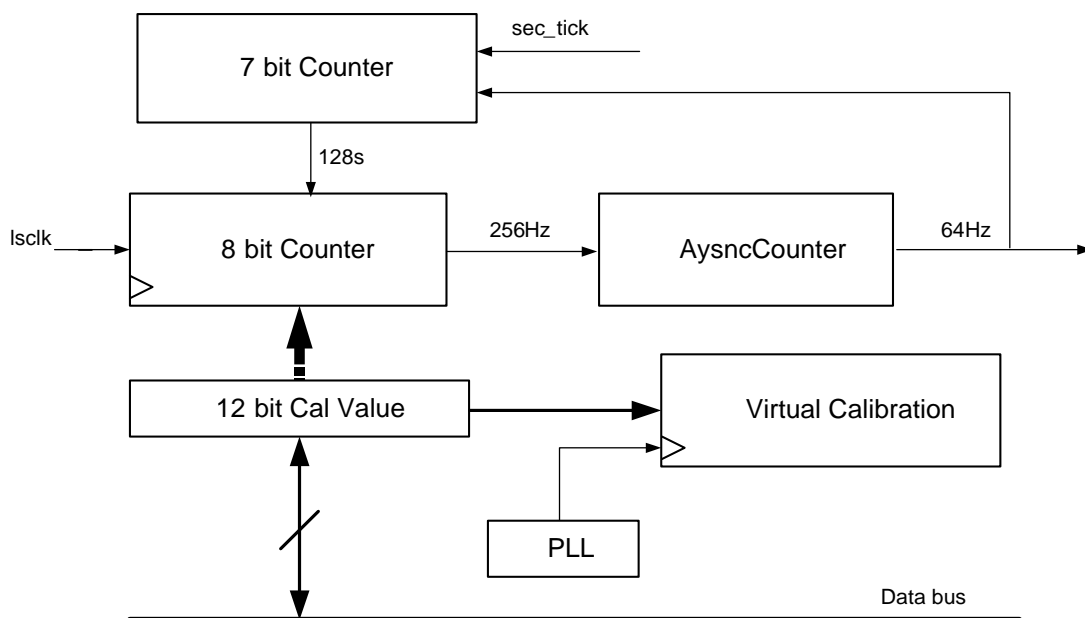 sec_tick
7 bit Counter
128s
lsclk
8 bit Counter
256Hz
AysncCounter
64Hz
12 bit Cal Value
Virtual Calibration
PLL
Data bus